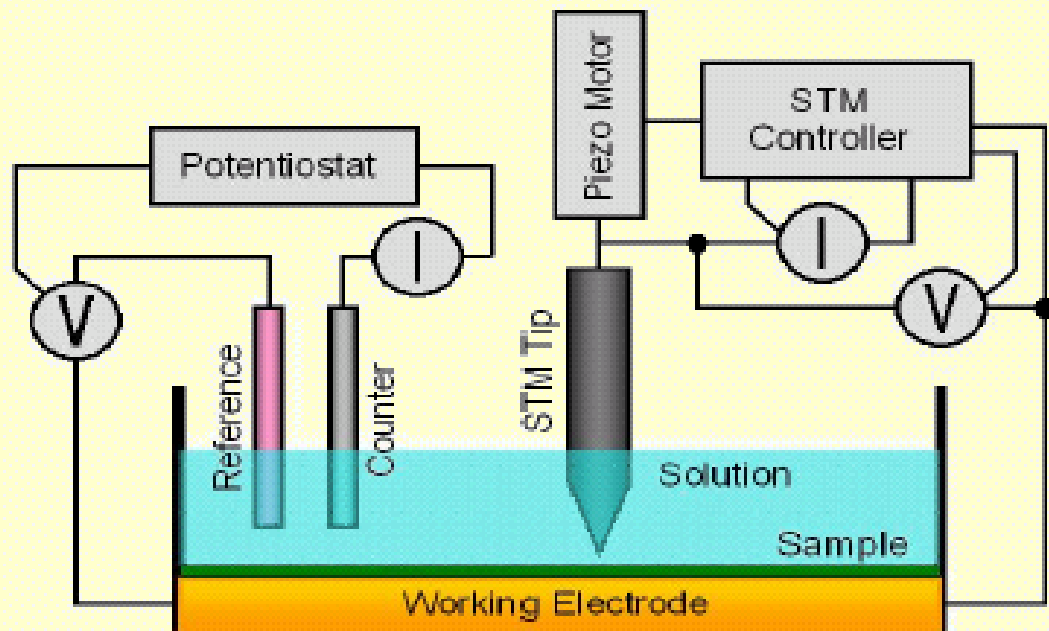 Piezo Motor
STM
Controller
Potentiostat
I
I
V
V
Reference
Counter
STM Tip
Solution
Sample
Working Electrode